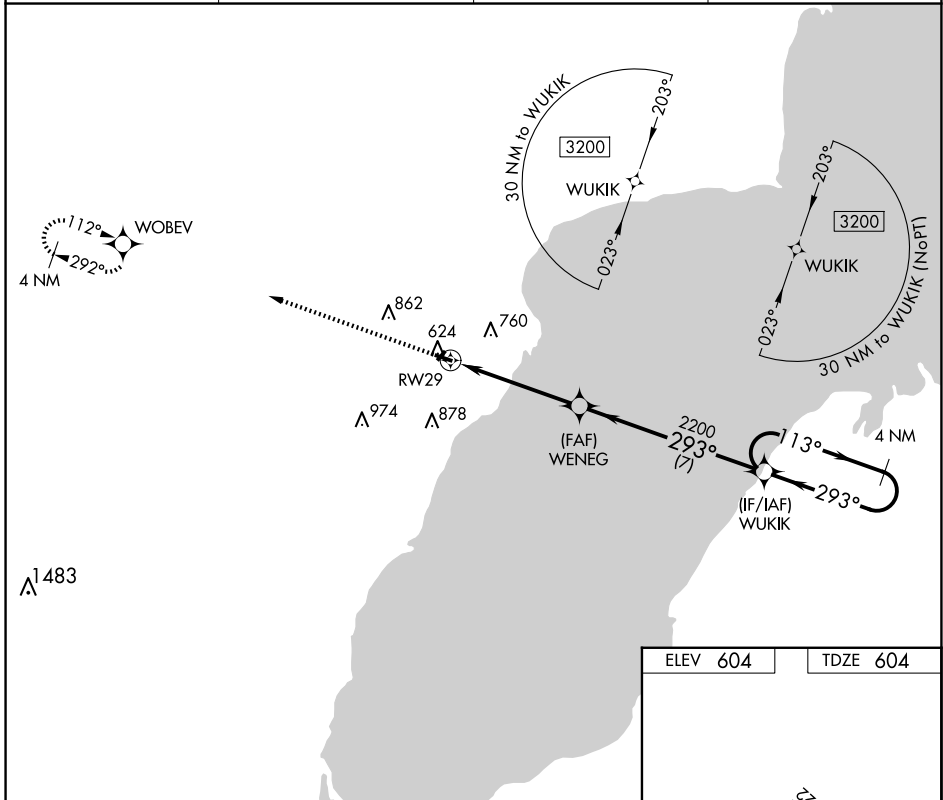 30 NM to WUKIK
203°
3200
WUKIK
023°
203°
3200
WUKIK
023°
30 NM to WUKIK (NoPT)
112°
WOBEV
292°
4 NM
862
760
624
RW29
974
878
(FAF)
WENEG
2200
293°
(7)
113°
4 NM
293°
(IF/IAF)
WUKIK
1483
ELEV 604
TDZE 604
22